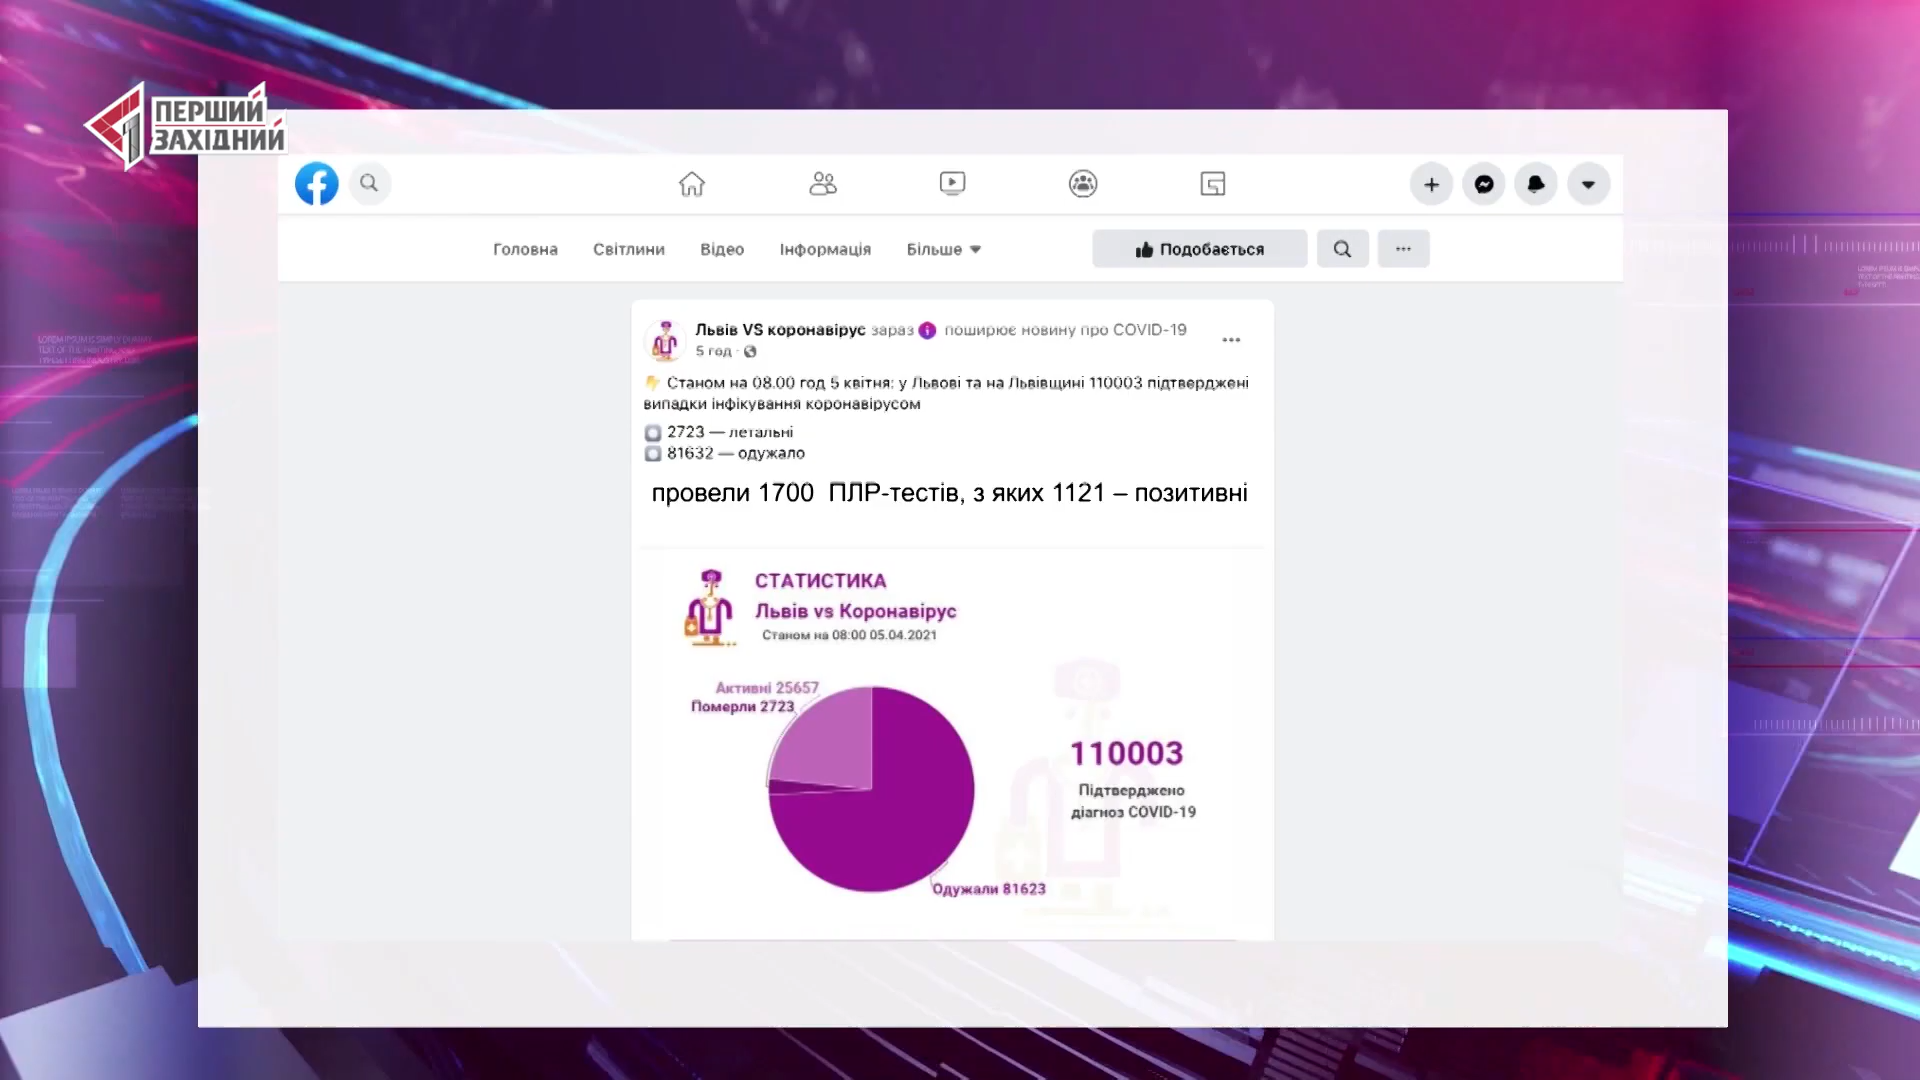 ПЕРШИЙ
ЗАХІДНИЙ
Головна Світлини Відео Інформація Більше Подобається
Львів VS коронавірус зараз поширює новину про COVID-19
5 год
Станом на 08.00 год 5 квітня: у Львові та на Львівщині 110003 підтверджені
випадки інфікування коронавірусом
2723 — летальні
81632 — одужало
провели 1700 ПЛР-тестів, з яких 1121 – позитивні
СТАТИСТИКА
Львів vs Коронавірус
Станом на 08:00 05.04.2021
Активні 25657
Померли 2723
110003
Підтверджено
діагноз COVID-19
Одужали 81623